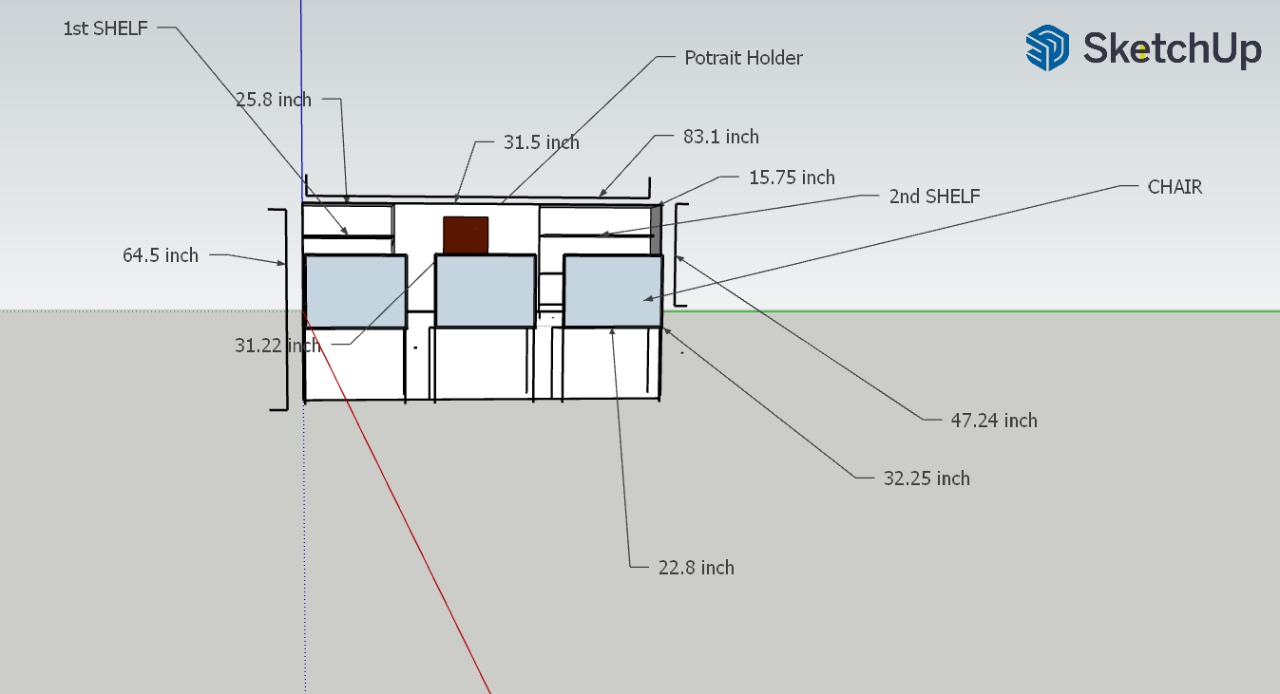 SketchUp
1st SHELF
Potrait Holder
25.8 inch
31.5 inch
83.1 inch
15.75 inch
2nd SHELF
CHAIR
64.5 inch
31.22 inch
47.24 inch
32.25 inch
22.8 inch